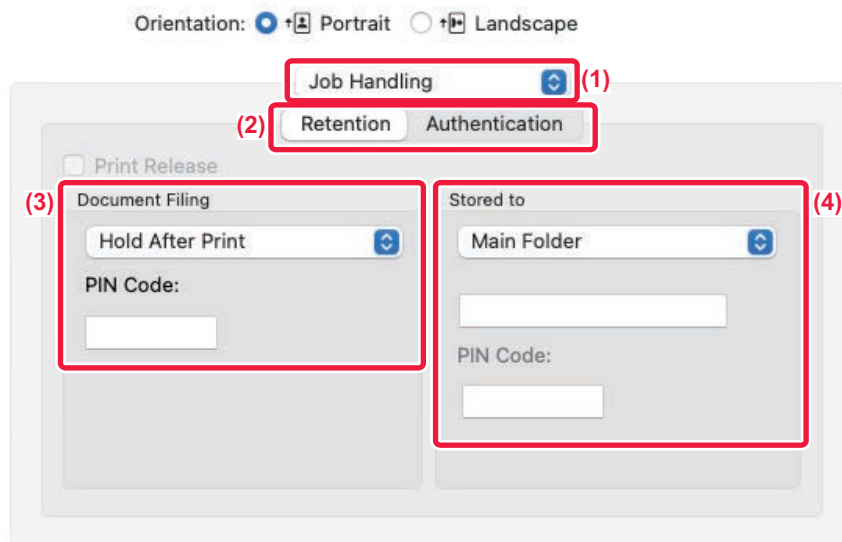 Orientation: Portrait Landscape
Job Handling (1)
(2) Retention Authentication
Print Release
(3) Document Filing Stored to (4)
Hold After Print Main Folder
PIN Code:
PIN Code: